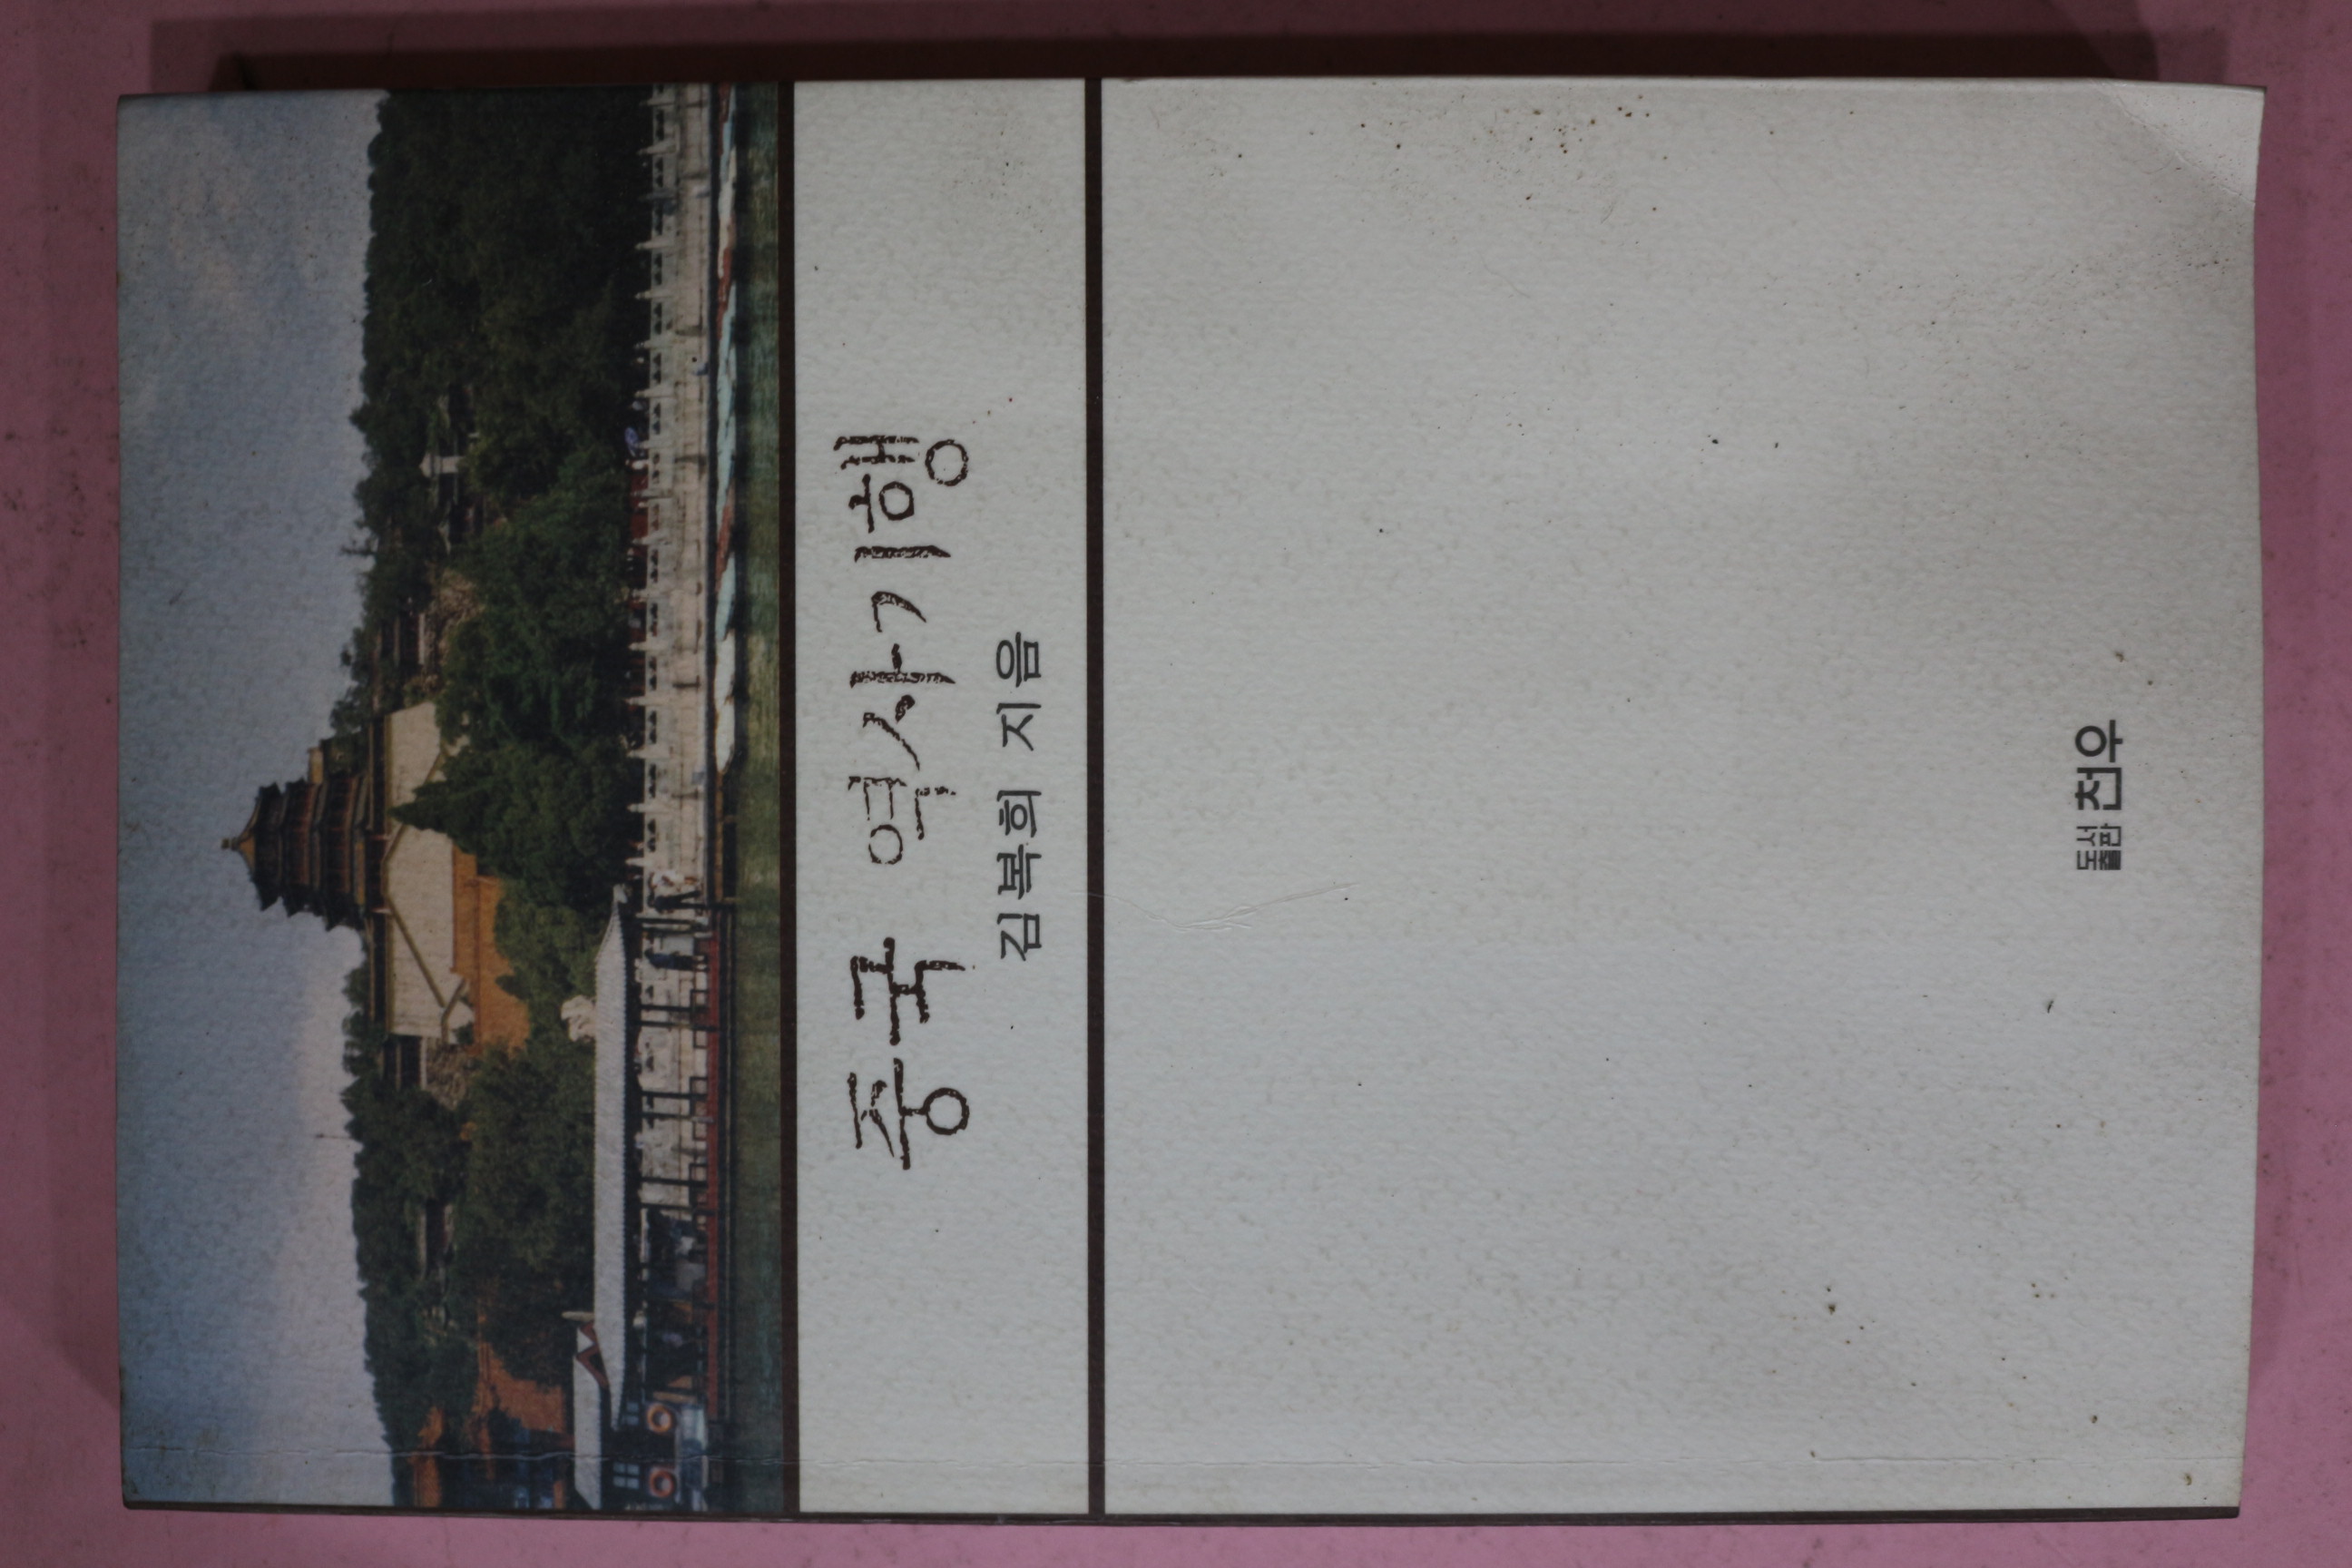 중국 역사기행
김복희 지음
도서출판 천우